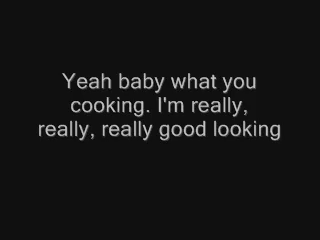 Yeah baby what you
cooking. I'm really,
really, really good looking